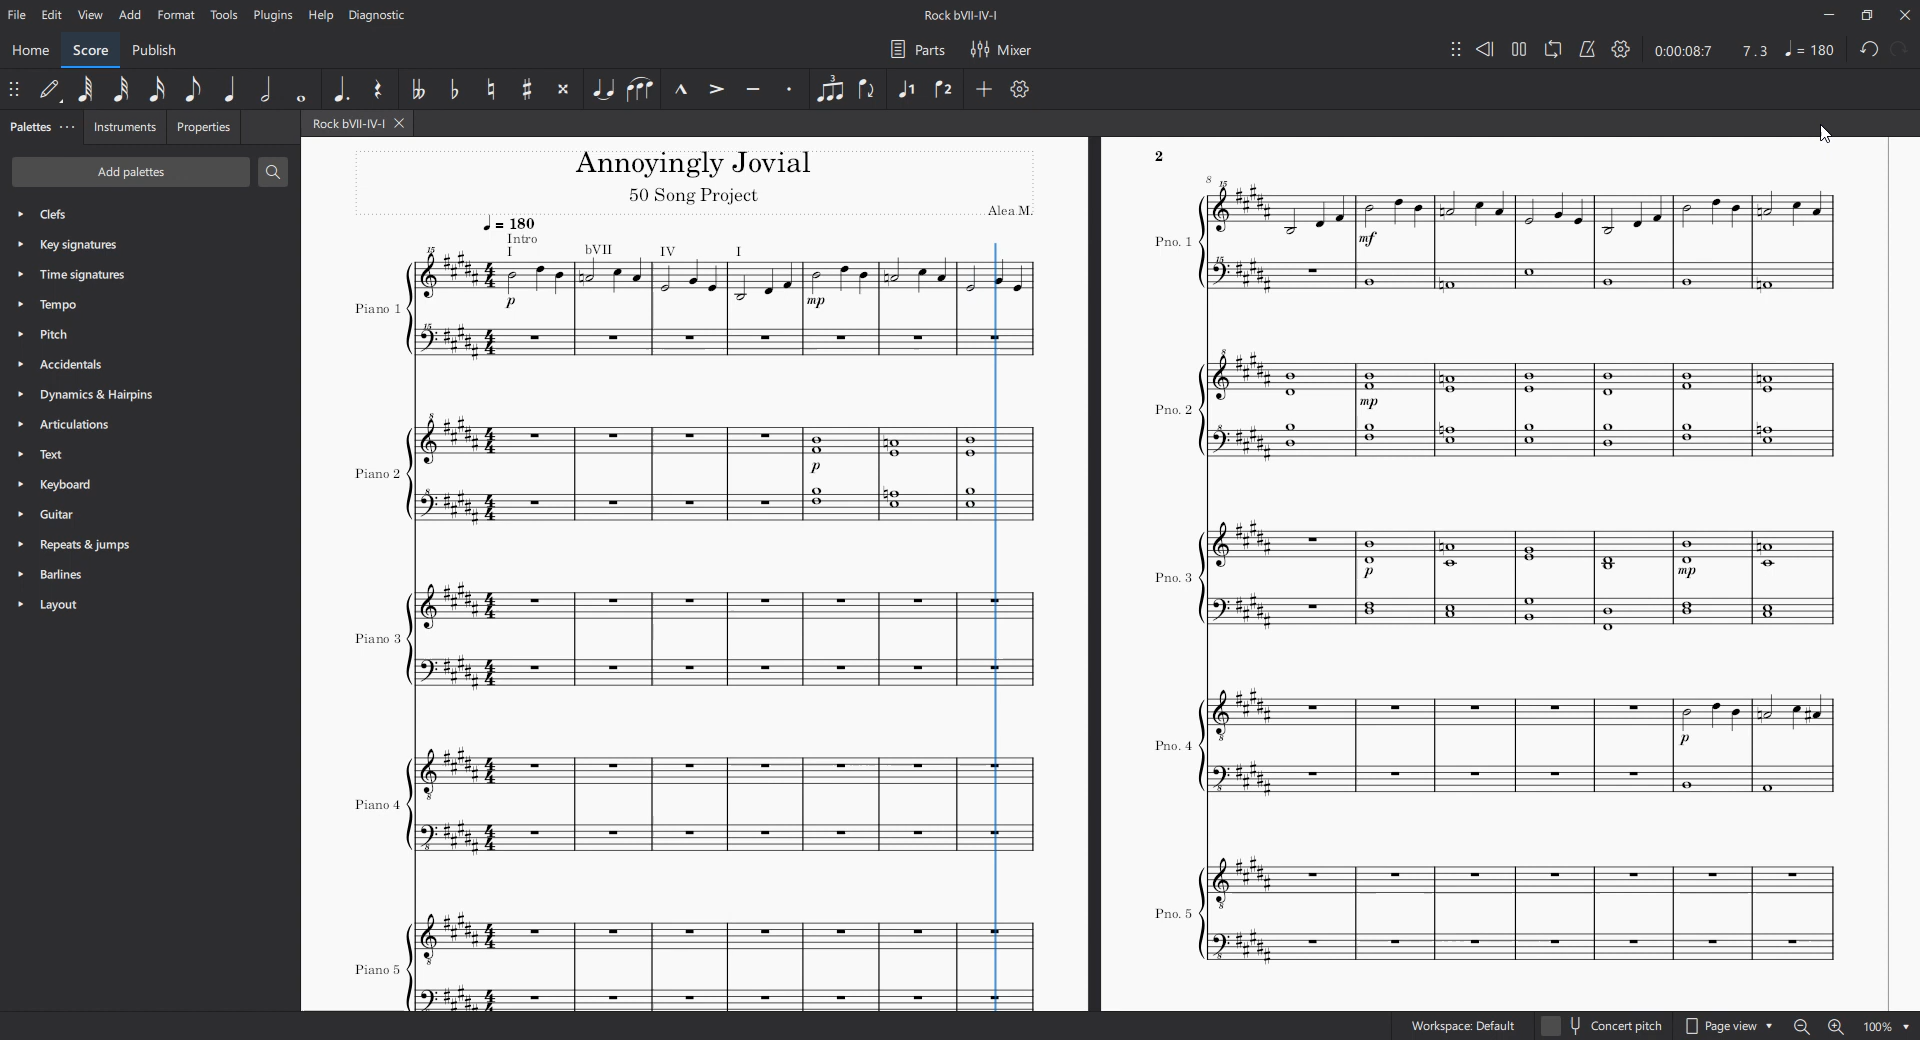 File Edit View Add Format Tools Plugins Help Diagnostic
Rock bVII-IV-I
Home Score Publish
Parts Mixer
0:00:08:7 7 . 3 = 180
Palettes ··· Instruments Properties
Rock bVII-IV-I
Add palettes
Clefs
Key signatures
Time signatures
Tempo
Pitch
Accidentals
Dynamics & Hairpins
Articulations
Text
Keyboard
Guitar
Repeats & jumps
Barlines
Layout
Annoyingly Jovial
50 Song Project
Alea M.
= 180
Intro
I bVII IV I
Piano 1
p mp
Piano 2
p
Piano 3
Piano 4
Piano 5
2
8
Pno. 1
mf
Pno. 2
mp
Pno. 3
p mp
Pno. 4
p
Pno. 5
Workspace: Default Concert pitch Page view 100%